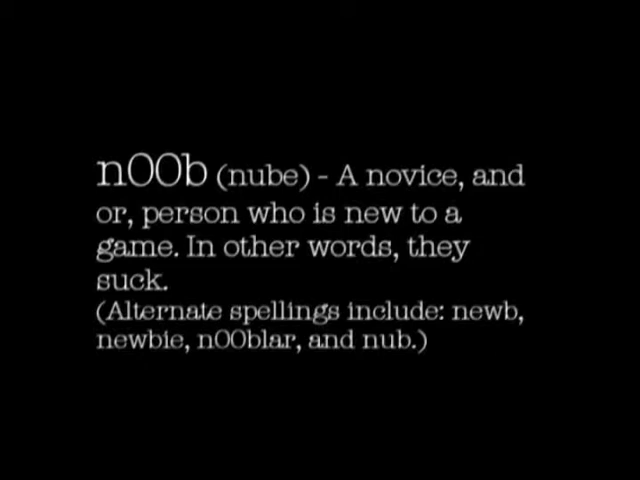 n00b (nube) - A novice, and
or, person who is new to a
game. In other words, they
suck.
(Alternate spellings include: newb,
newbie, n00blar, and nub.)